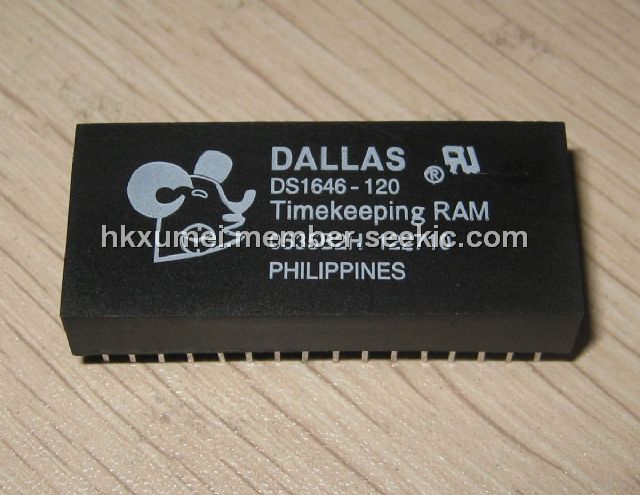 DALLAS ®
DS1646-120
Timekeeping RAM
hkxumei.member-seekic.com
PHILIPPINES